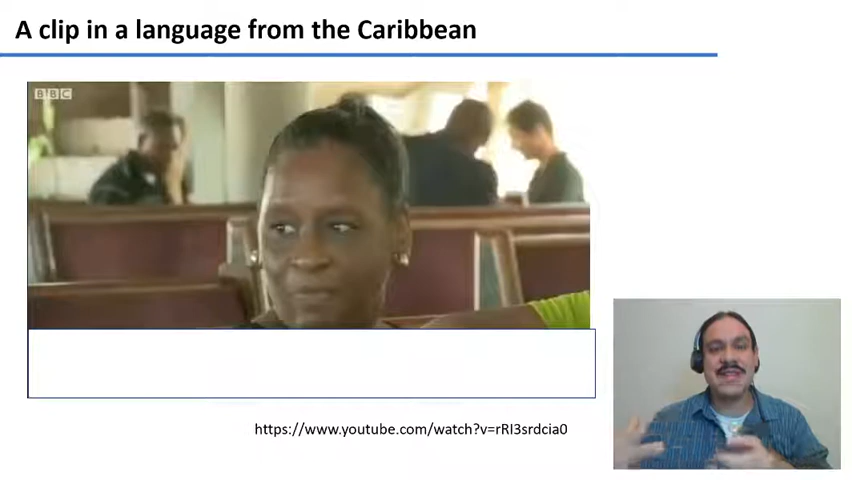 A clip in a language from the Caribbean
BBC
https://www.youtube.com/watch?v=rRI3srdcia0